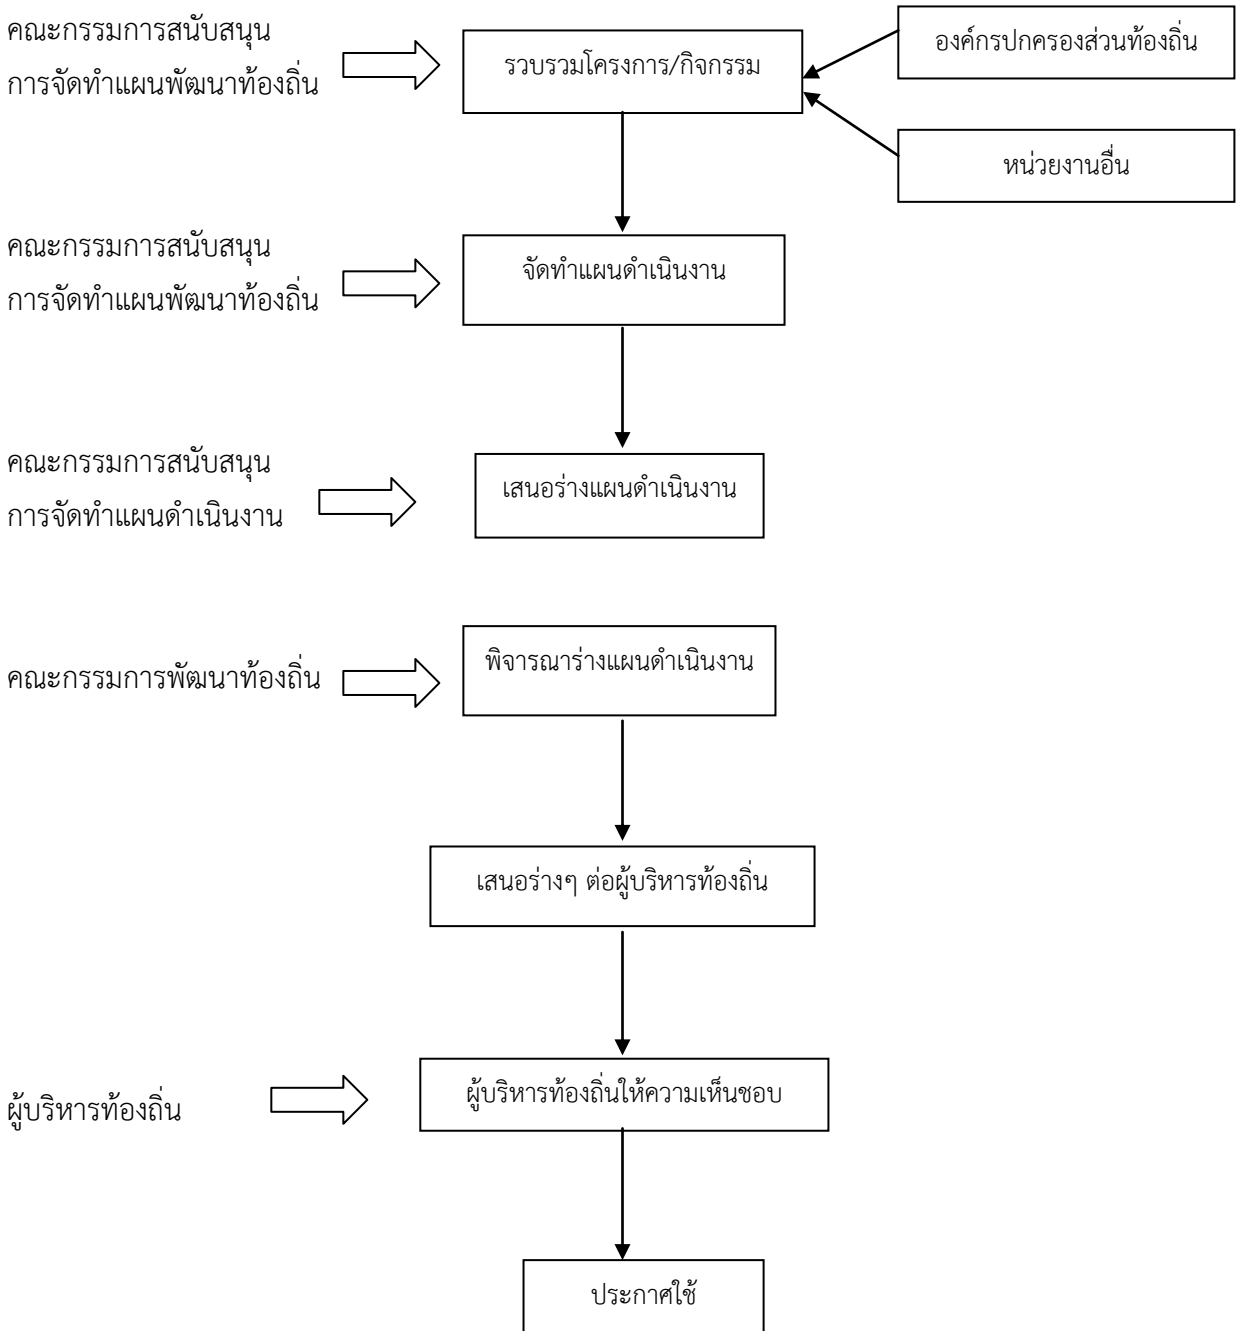 คณะกรรมการสนับสนุน
การจัดทำแผนพัฒนาท้องถิ่น
รวบรวมโครงการ/กิจกรรม
องค์กรปกครองส่วนท้องถิ่น
หน่วยงานอื่น
คณะกรรมการสนับสนุน
การจัดทำแผนพัฒนาท้องถิ่น
จัดทำแผนดำเนินงาน
คณะกรรมการสนับสนุน
การจัดทำแผนดำเนินงาน
เสนอร่างแผนดำเนินงาน
คณะกรรมการพัฒนาท้องถิ่น
พิจารณาร่างแผนดำเนินงาน
เสนอร่างๆ ต่อผู้บริหารท้องถิ่น
ผู้บริหารท้องถิ่น
ผู้บริหารท้องถิ่นให้ความเห็นชอบ
ประกาศใช้